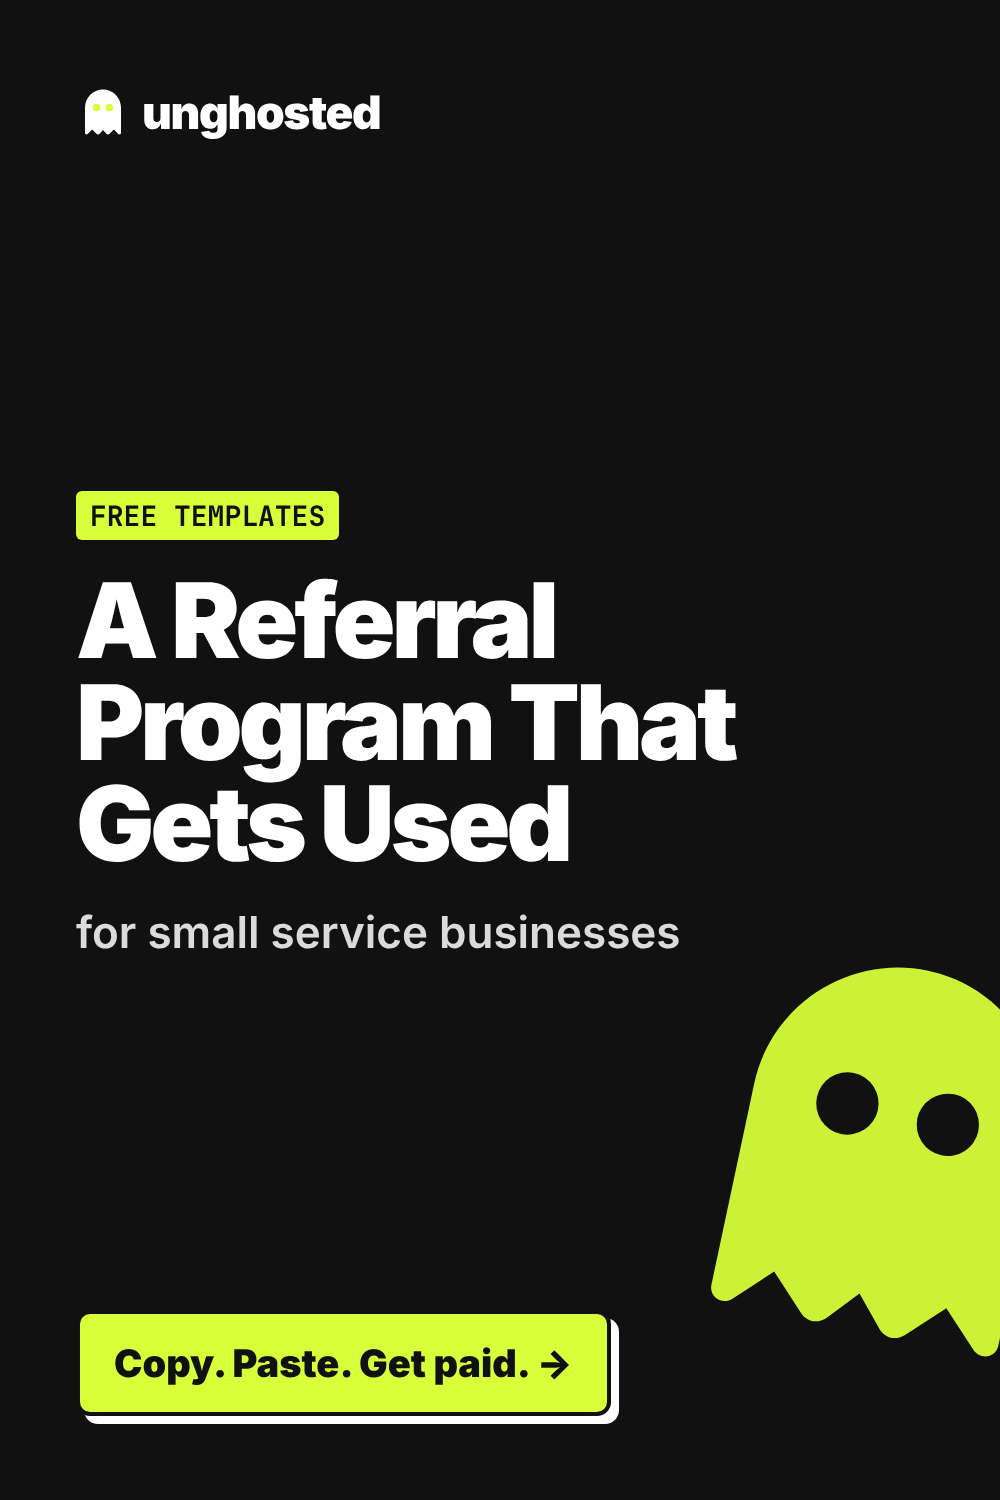 unghosted
FREE TEMPLATES
A Referral
Program That
Gets Used
for small service businesses
Copy. Paste. Get paid. →